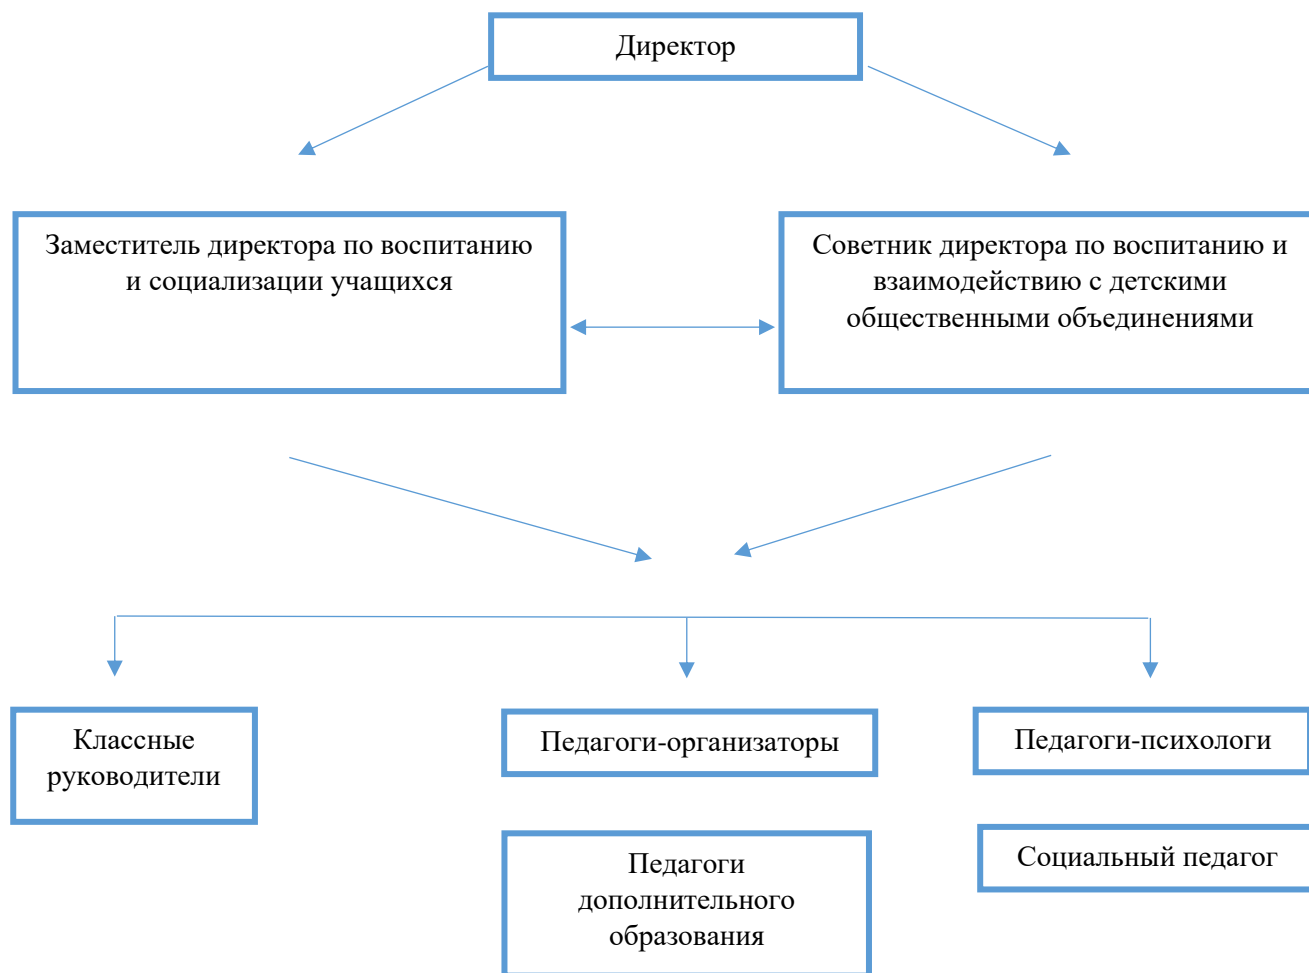 Директор
Заместитель директора по воспитанию
и социализации учащихся
Советник директора по воспитанию и
взаимодействию с детскими
общественными объединениями
Классные
руководители
Педагоги-организаторы
Педагоги-психологи
Педагоги
дополнительного
образования
Социальный педагог